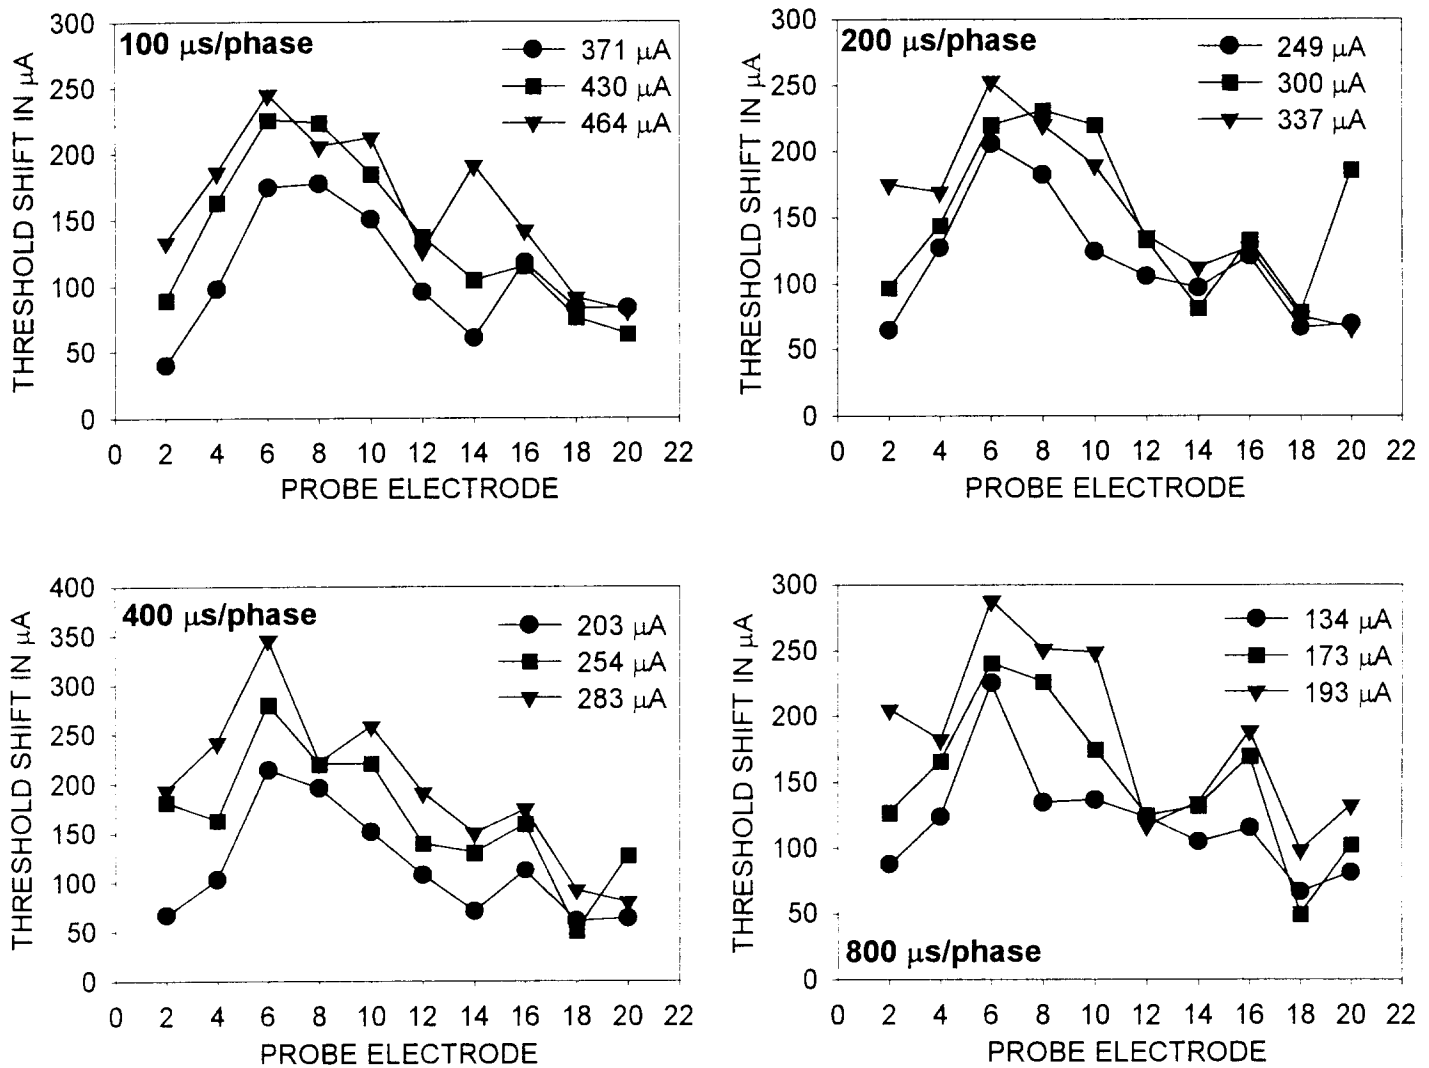 100 μs/phase
371 μA
430 μA
464 μA
THRESHOLD SHIFT IN μA
300
250
200
150
100
50
0
0 2 4 6 8 10 12 14 16 18 20 22
PROBE ELECTRODE
200 μs/phase
249 μA
300 μA
337 μA
THRESHOLD SHIFT IN μA
300
250
200
150
100
50
0
0 2 4 6 8 10 12 14 16 18 20 22
PROBE ELECTRODE
400 μs/phase
203 μA
254 μA
283 μA
THRESHOLD SHIFT IN μA
400
350
300
250
200
150
100
50
0
0 2 4 6 8 10 12 14 16 18 20 22
PROBE ELECTRODE
134 μA
173 μA
193 μA
800 μs/phase
THRESHOLD SHIFT IN μA
300
250
200
150
100
50
0
0 2 4 6 8 10 12 14 16 18 20 22
PROBE ELECTRODE